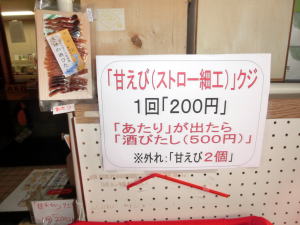 「甘えび(ストロー細工)」クジ
1回「200円」
「あたり」が出たら
「酒びたし(500円)」
※外れ:「甘えび2個」